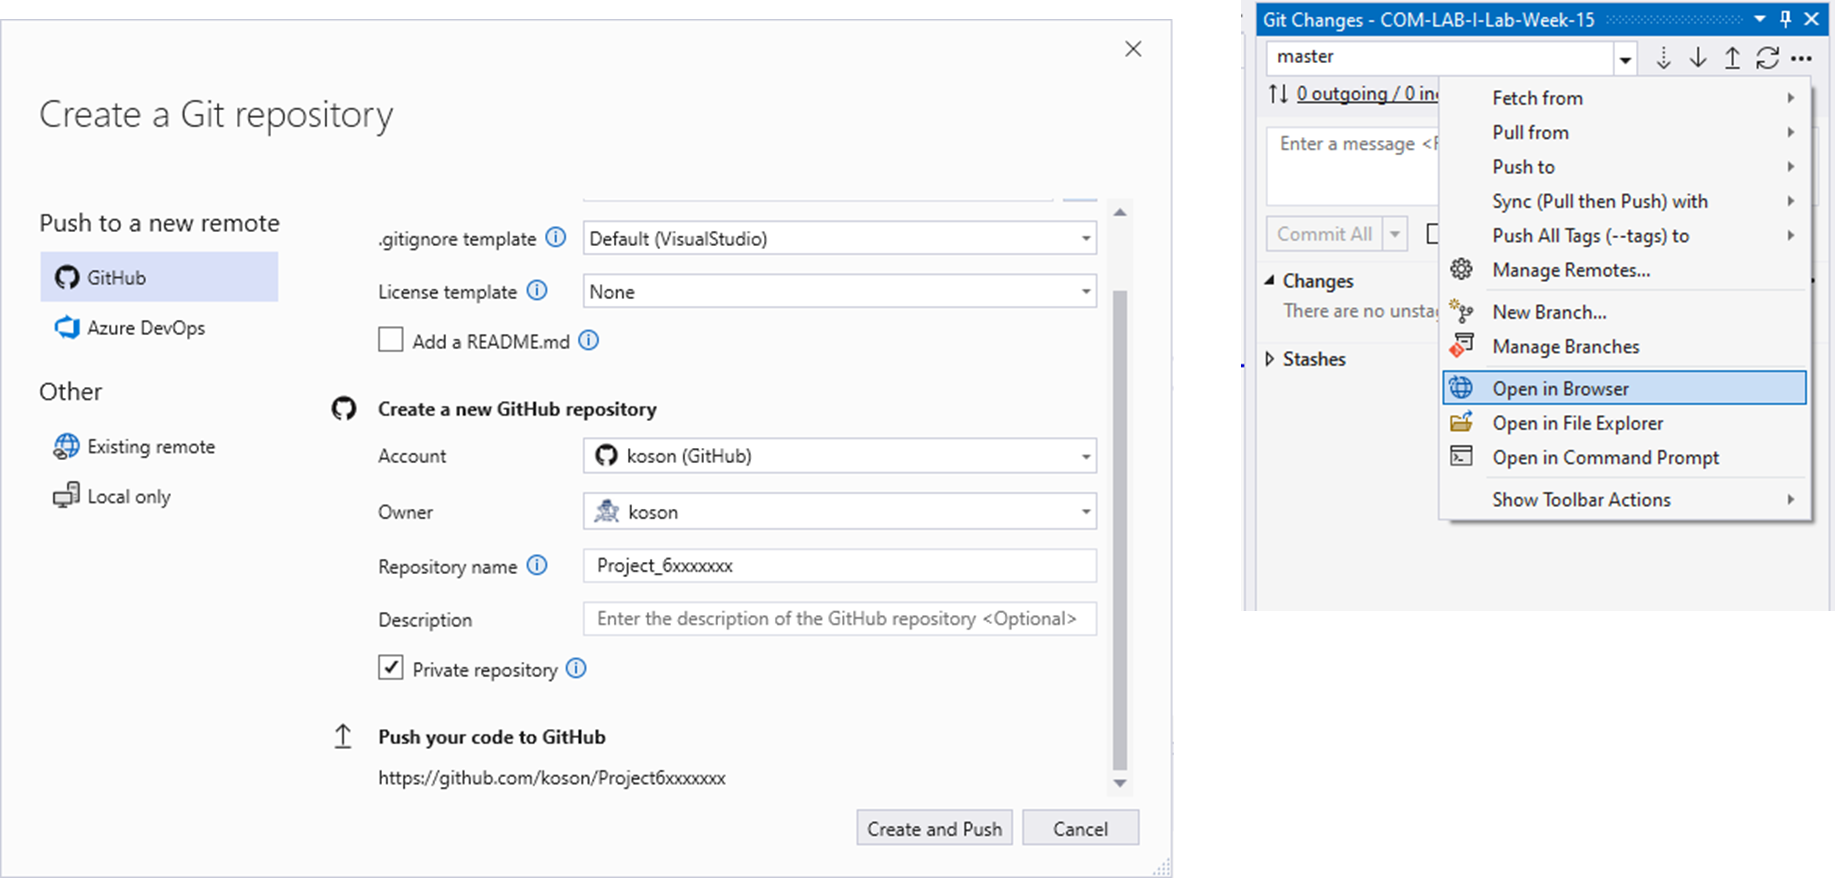 Create a Git repository
Push to a new remote
GitHub
Azure DevOps
Other
Existing remote
Local only
.gitignore template
Default (VisualStudio)
License template
None
Add a README.md
Create a new GitHub repository
Account
koson (GitHub)
Owner
koson
Repository name
Project_6xxxxxxx
Description
Enter the description of the GitHub repository <Optional>
Private repository
Push your code to GitHub
https://github.com/koson/Project6xxxxxxx
Create and Push
Cancel
Git Changes - COM-LAB-I-Lab-Week-15
master
0 outgoing / 0 in
Enter a message <
Commit All
Changes
There are no unsta
Stashes
Fetch from
Pull from
Push to
Sync (Pull then Push) with
Push All Tags (--tags) to
Manage Remotes...
New Branch...
Manage Branches
Open in Browser
Open in File Explorer
Open in Command Prompt
Show Toolbar Actions